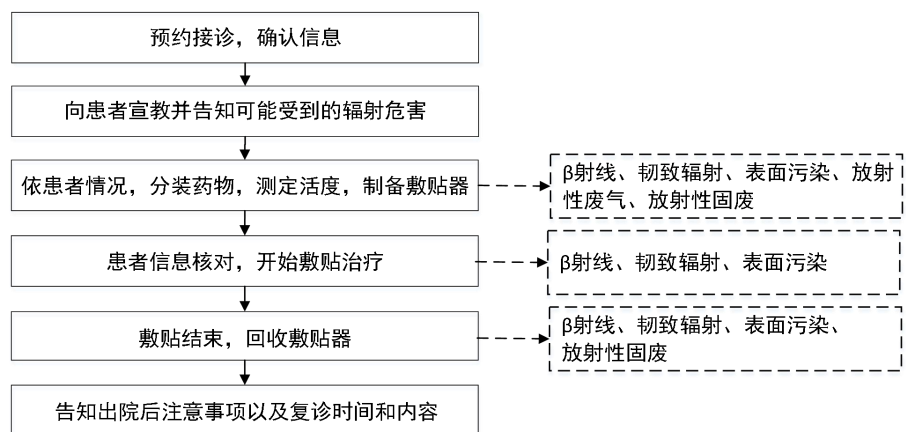 预约接诊，确认信息
向患者宣教并告知可能受到的辐射危害
依患者情况，分装药物，测定活度，制备敷贴器
β射线、韧致辐射、表面污染、放射
性废气、放射性固废
患者信息核对，开始敷贴治疗
β射线、韧致辐射、表面污染
敷贴结束，回收敷贴器
β射线、韧致辐射、表面污染、
放射性固废
告知出院后注意事项以及复诊时间和内容